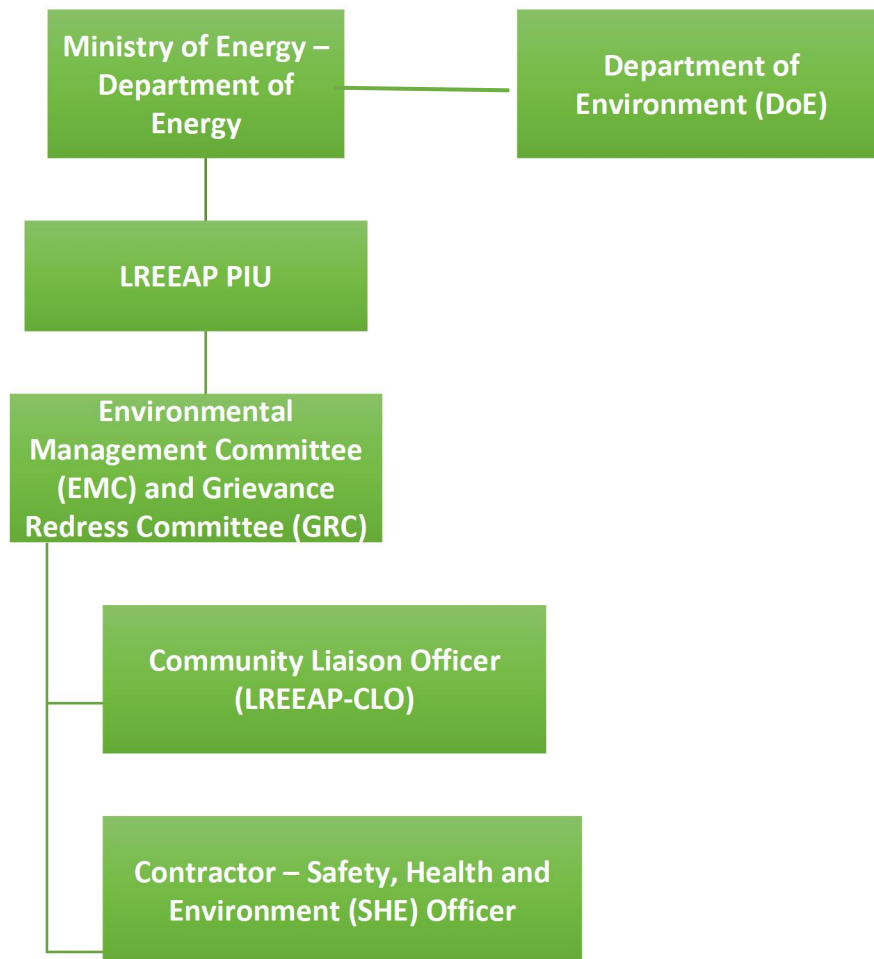 Ministry of Energy –
Department of
Energy
Department of
Environment (DoE)
LREEAP PIU
Environmental
Management Committee
(EMC) and Grievance
Redress Committee (GRC)
Community Liaison Officer
(LREEAP-CLO)
Contractor – Safety, Health and
Environment (SHE) Officer